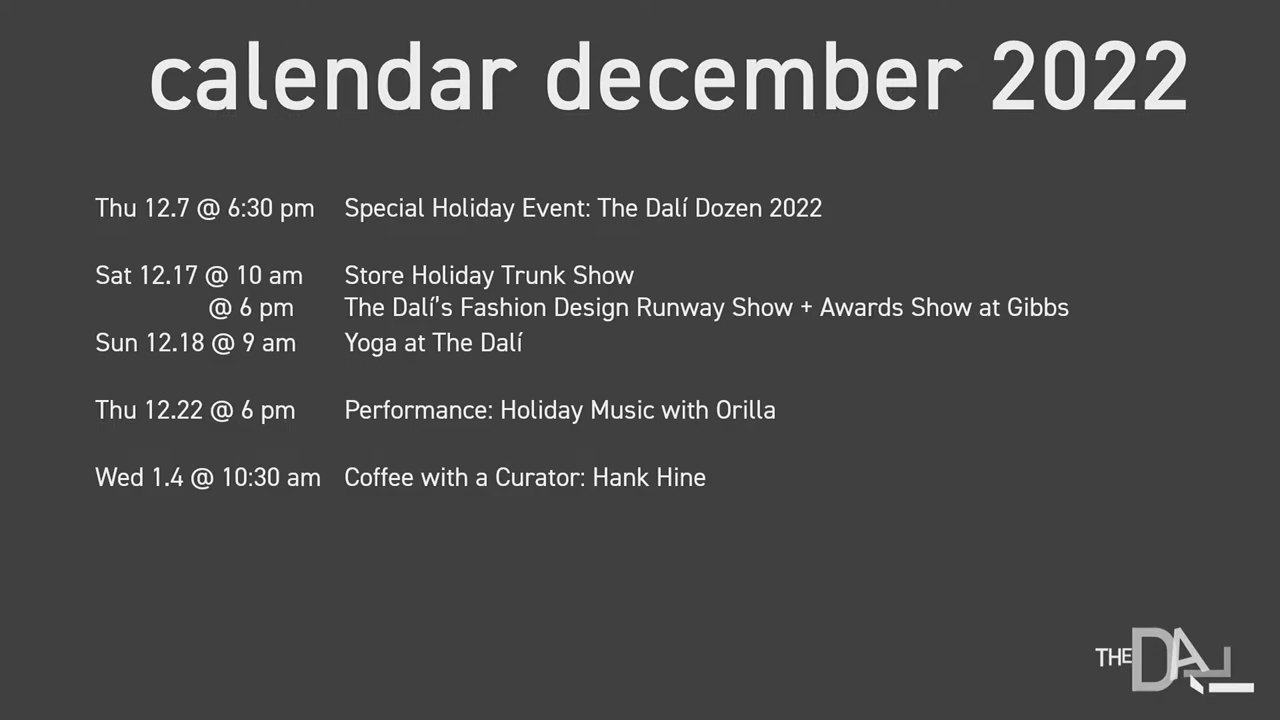 calendar december 2022
Thu 12.7 @ 6:30 pm Special Holiday Event: The Dalí Dozen 2022
Sat 12.17 @ 10 am Store Holiday Trunk Show
@ 6 pm The Dalí’s Fashion Design Runway Show + Awards Show at Gibbs
Sun 12.18 @ 9 am Yoga at The Dalí
Thu 12.22 @ 6 pm Performance: Holiday Music with Orilla
Wed 1.4 @ 10:30 am Coffee with a Curator: Hank Hine
THE DALÍ